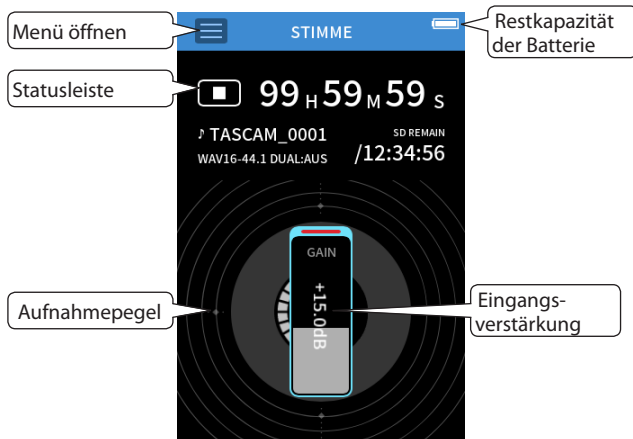 Menü öffnen
STIMME
Restkapazität
der Batterie
Statusleiste
99 H 59 M 59 S
♪ TASCAM_0001
SD REMAIN
WAV16-44.1 DUAL:AUS
/12:34:56
GAIN
+15.0dB
Aufnahmepegel
Eingangs-
verstärkung